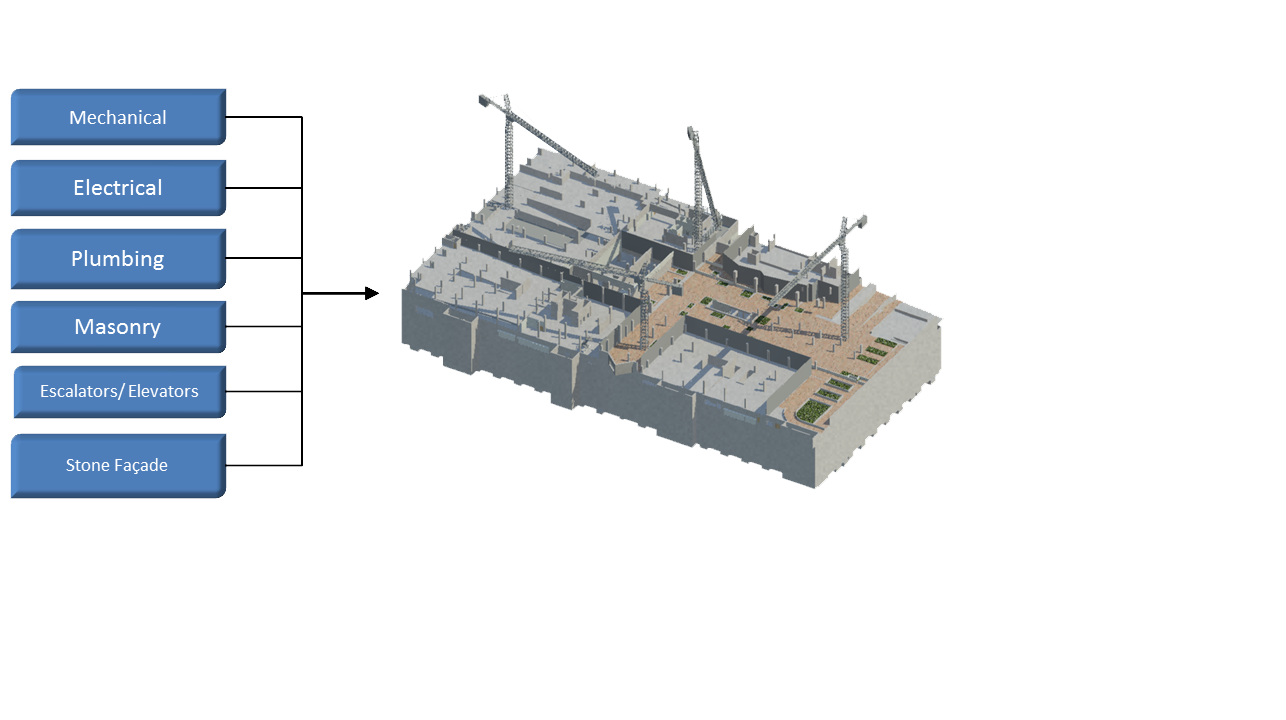 Mechanical
Electrical
Plumbing
Masonry
Escalators/ Elevators
Stone Façade